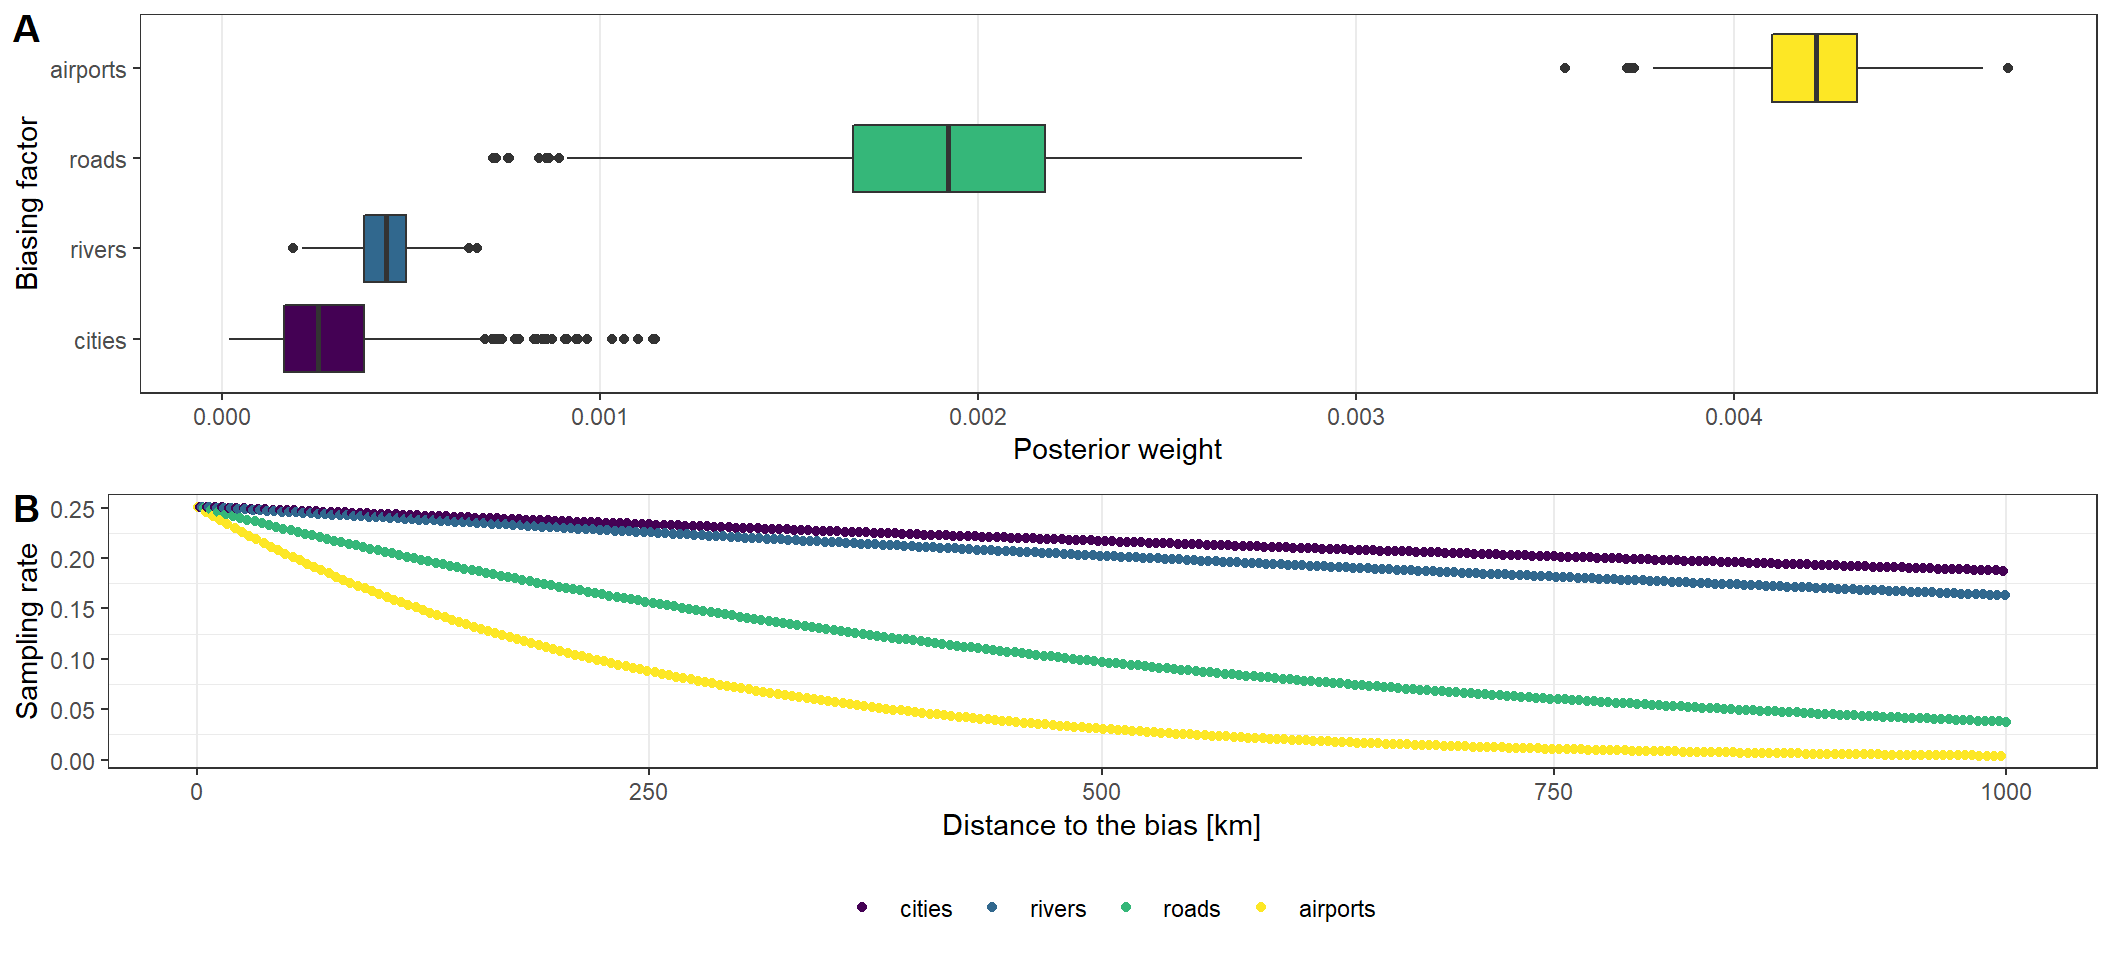 A
Biasing factor
airports
roads
rivers
cities
0.000 0.001 0.002 0.003 0.004
Posterior weight
B
Sampling rate
0.25
0.20
0.15
0.10
0.05
0.00
0 250 500 750 1000
Distance to the bias [km]
cities rivers roads airports